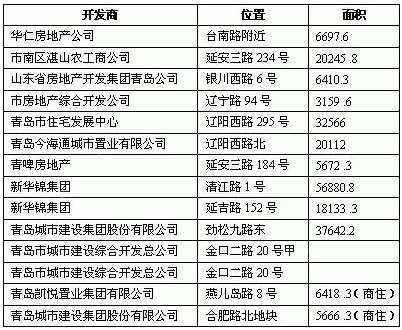 开发商 位置 面积
华仁房地产公司 台南路附近 6697.6
市南区湛山农工商公司 延安三路 234 号 20245 .8
山东省房地产开发集团青岛公司 银川西路 6 号 6410.3
市房地产综合开发公司 辽宁路 94 号 3159 .6
青岛市住宅发展中心 辽阳西路 295 号 32566
青岛今海通城市置业有限公司 辽阳西路北 20112
青啤房地产 延安三路 184 号 5672 .3
新华锦集团 清江路 1 号 56880.8
新华锦集团 延吉路 152 号 18133 .3
青岛城市建设集团股份有限公司 劲松九路东 37642.2
青岛市城市建设综合开发总公司 金口二路 20 号甲
青岛市城市建设综合开发总公司 金口二路 20 号
青岛凯悦置业集团有限公司 燕儿岛路 8 号 6418 .3（商住）
青岛城市建设集团股份有限公司 合肥路北地块 5666 .3（商住）